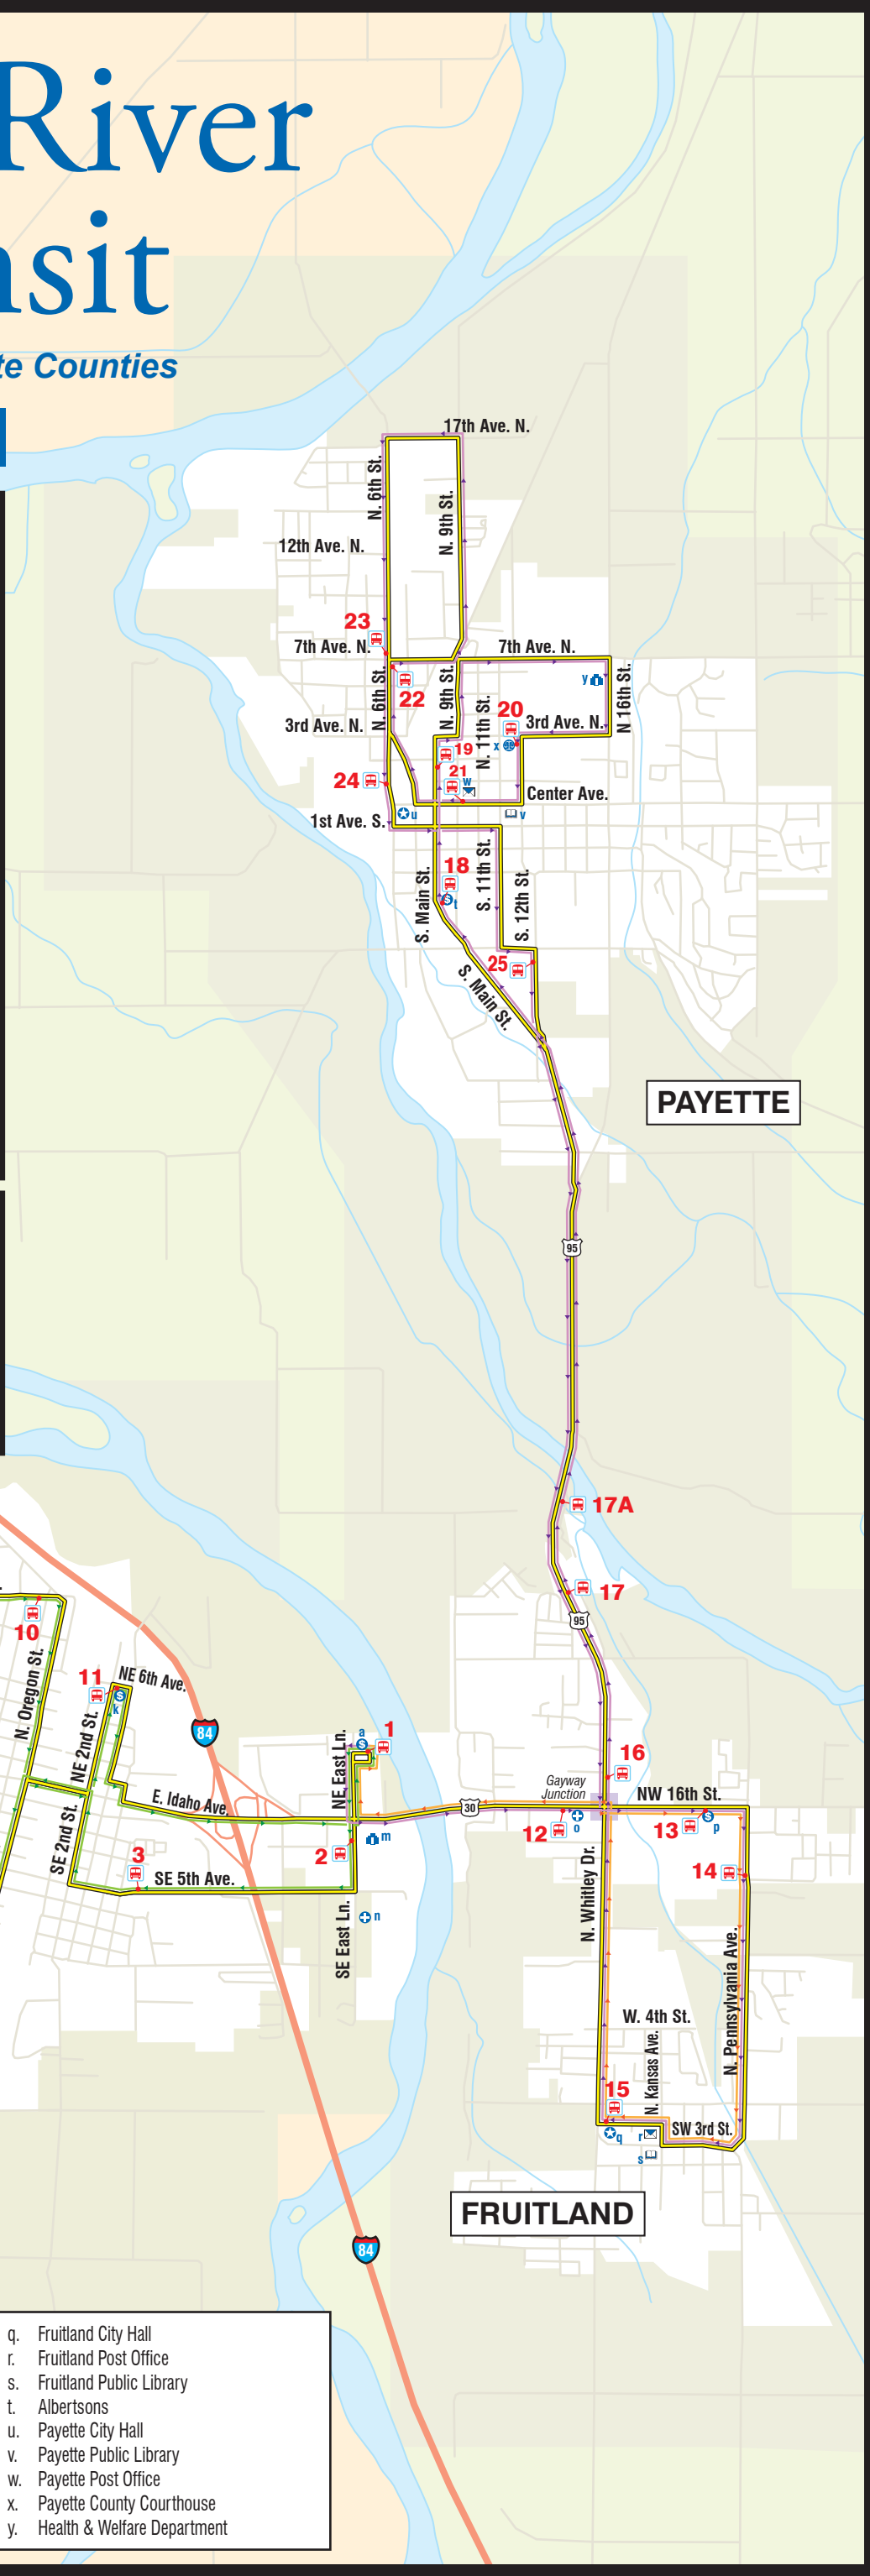 River
nsit
te Counties
17th Ave. N.
N. 6th St.
N. 9th St.
12th Ave. N.
23
7th Ave. N.
7th Ave. N.
y
22
N. 6th St.
N. 9th St.
N. 11th St.
20
N 16th St.
3rd Ave. N.
3rd Ave. N.
x
19
21
w
24
Center Ave.
u
v
1st Ave. S.
18
t
S. Main St.
S. 11th St.
S. 12th St.
25
S. Main St.
PAYETTE
95
17A
17
95
10
N. Oregon St.
11
NE 6th Ave.
k
NE 2nd St.
84
a
1
NE East Ln.
16
Gayway
Junction
NW 16th St.
E. Idaho Ave.
30
12
o
13
p
SE 2nd St.
3
2
m
14
SE 5th Ave.
N. Whitley Dr.
n
SE East Ln.
N. Pennsylvania Ave.
W. 4th St.
N. Kansas Ave.
15
q
r
SW 3rd St.
s
FRUITLAND
84
q. Fruitland City Hall
r. Fruitland Post Office
s. Fruitland Public Library
t. Albertsons
u. Payette City Hall
v. Payette Public Library
w. Payette Post Office
x. Payette County Courthouse
y. Health & Welfare Department